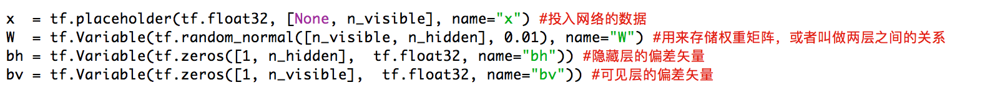 x  = tf.placeholder(tf.float32, [None, n_visible], name="x") #投入网络的数据
W  = tf.Variable(tf.random_normal([n_visible, n_hidden], 0.01), name="W") #用来存储权重矩阵，或者叫做两层之间的关系
bh = tf.Variable(tf.zeros([1, n_hidden],  tf.float32, name="bh")) #隐藏层的偏差矢量
bv = tf.Variable(tf.zeros([1, n_visible],  tf.float32, name="bv")) #可见层的偏差矢量